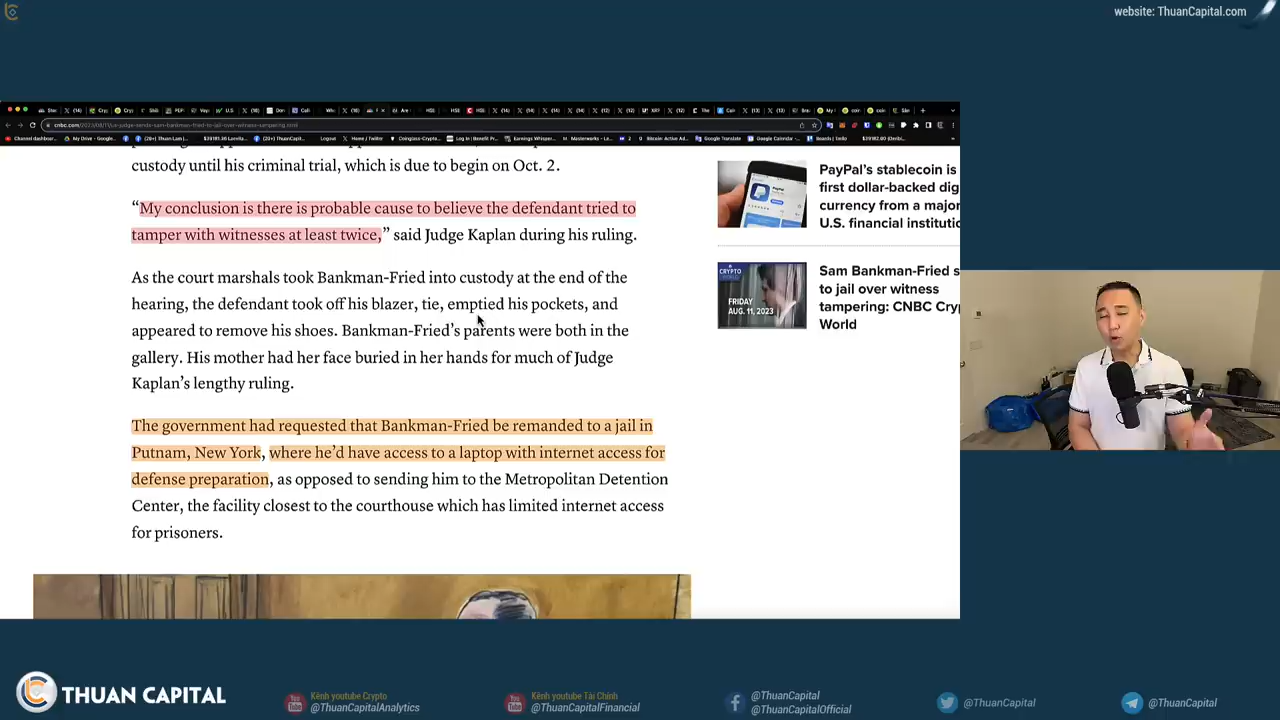 website: ThuanCapital.com
custody until his criminal trial, which is due to begin on Oct. 2.
“My conclusion is there is probable cause to believe the defendant tried to
tamper with witnesses at least twice,” said Judge Kaplan during his ruling.
As the court marshals took Bankman-Fried into custody at the end of the
hearing, the defendant took off his blazer, tie, emptied his pockets, and
appeared to remove his shoes. Bankman-Fried’s parents were both in the
gallery. His mother had her face buried in her hands for much of Judge
Kaplan’s lengthy ruling.
The government had requested that Bankman-Fried be remanded to a jail in
Putnam, New York, where he’d have access to a laptop with internet access for
defense preparation, as opposed to sending him to the Metropolitan Detention
Center, the facility closest to the courthouse which has limited internet access
for prisoners.
PayPal’s stablecoin is
first dollar-backed dig
currency from a major
U.S. financial institutio
CRYPTO
WORLD
FRIDAY
AUG. 11, 2023
Sam Bankman-Fried s
to jail over witness
tampering: CNBC Cry
World
THUAN CAPITAL
Kênh youtube Crypto
@ThuanCapitalAnalytics
Kênh youtube Tài Chính
@ThuanCapitalFinancial
@ThuanCapital
@ThuanCapitalOfficial
@ThuanCapital
@ThuanCapital